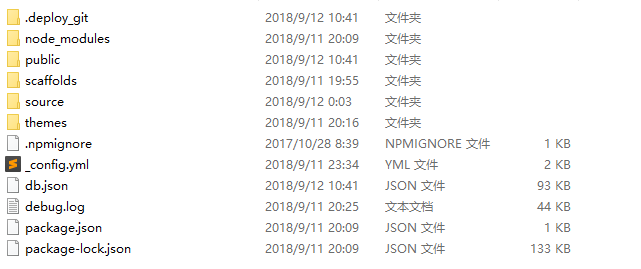 .deploy_git 2018/9/12 10:41 文件夹
node_modules 2018/9/11 20:09 文件夹
public 2018/9/12 10:41 文件夹
scaffolds 2018/9/11 19:55 文件夹
source 2018/9/12 0:03 文件夹
themes 2018/9/11 20:16 文件夹
.npmignore 2017/10/28 8:39 NPMIGNORE 文件 1 KB
_config.yml 2018/9/11 23:34 YML 文件 2 KB
db.json 2018/9/12 10:41 JSON 文件 93 KB
debug.log 2018/9/11 20:25 文本文档 44 KB
package.json 2018/9/11 20:09 JSON 文件 1 KB
package-lock.json 2018/9/11 20:09 JSON 文件 133 KB